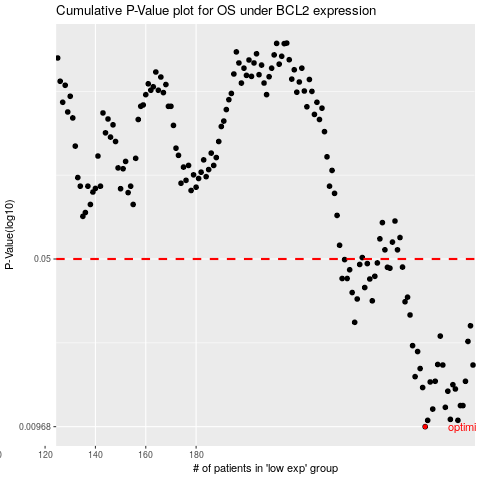 Cumulative P-Value plot for OS under BCL2 expression
P-Value(log10)
0.05
0.00968
optimi
0 120 140 160 180
# of patients in 'low exp' group